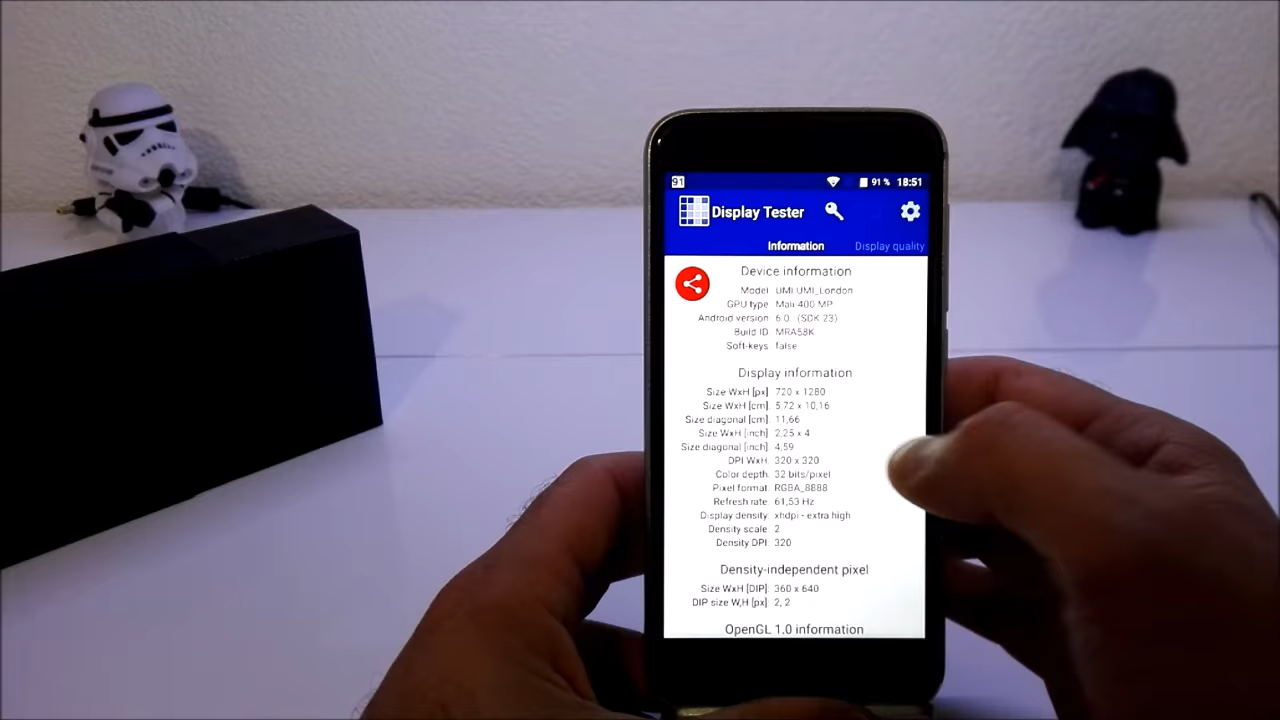 91 91 % 18:51
Display Tester
Information Display quality
Device information
Model: UMI UMI_London
GPU type: Mali-400 MP
Android version: 6.0 (SDK 23)
Build ID: MRA58K
Soft-keys: false
Display information
Size WxH [px]: 720 x 1280
Size WxH [cm]: 5,72 x 10,16
Size diagonal [cm]: 11,66
Size WxH [inch]: 2,25 x 4
Size diagonal [inch]: 4,59
DPI WxH: 320 x 320
Color depth: 32 bits/pixel
Pixel format: RGBA_8888
Refresh rate: 61,53 Hz
Display density: xhdpi - extra high
Density scale: 2
Density DPI: 320
Density-independent pixel
Size WxH [DIP]: 360 x 640
DIP size W,H [px]: 2, 2
OpenGL 1.0 information